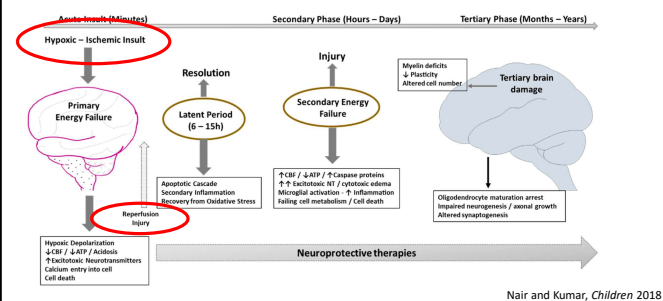 Acute Insult (Minutes)
Secondary Phase (Hours – Days)
Tertiary Phase (Months – Years)
Hypoxic – Ischemic Insult
Primary
Energy Failure
Resolution
Latent Period
(6 – 15h)
Injury
Secondary Energy
Failure
Myelin deficits
↓ Plasticity
Altered cell number
Tertiary brain
damage
Apoptotic Cascade
Secondary Inflammation
Recovery from Oxidative Stress
↑CBF / ↓ATP / ↑Caspase proteins
↑↑ Excitotoxic NT / cytotoxic edema
Microglial activation - ↑ Inflammation
Failing cell metabolism / Cell death
Oligodendrocyte maturation arrest
Impaired neurogenesis / axonal growth
Altered synaptogenesis
Reperfusion
Injury
Hypoxic Depolarization
↓CBF / ↓ATP / Acidosis
↑Excitotoxic Neurotransmitters
Calcium entry into cell
Cell death
Neuroprotective therapies
Nair and Kumar, Children 2018